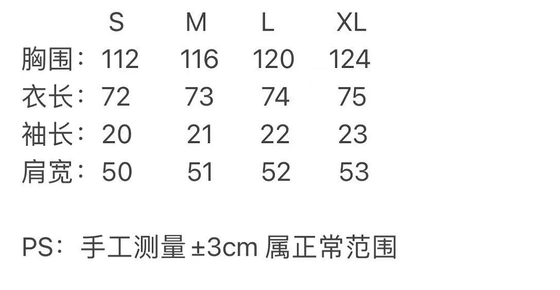 S M L XL
胸围：112 116 120 124
衣长：72 73 74 75
袖长：20 21 22 23
肩宽：50 51 52 53
PS：手工测量±3cm 属正常范围